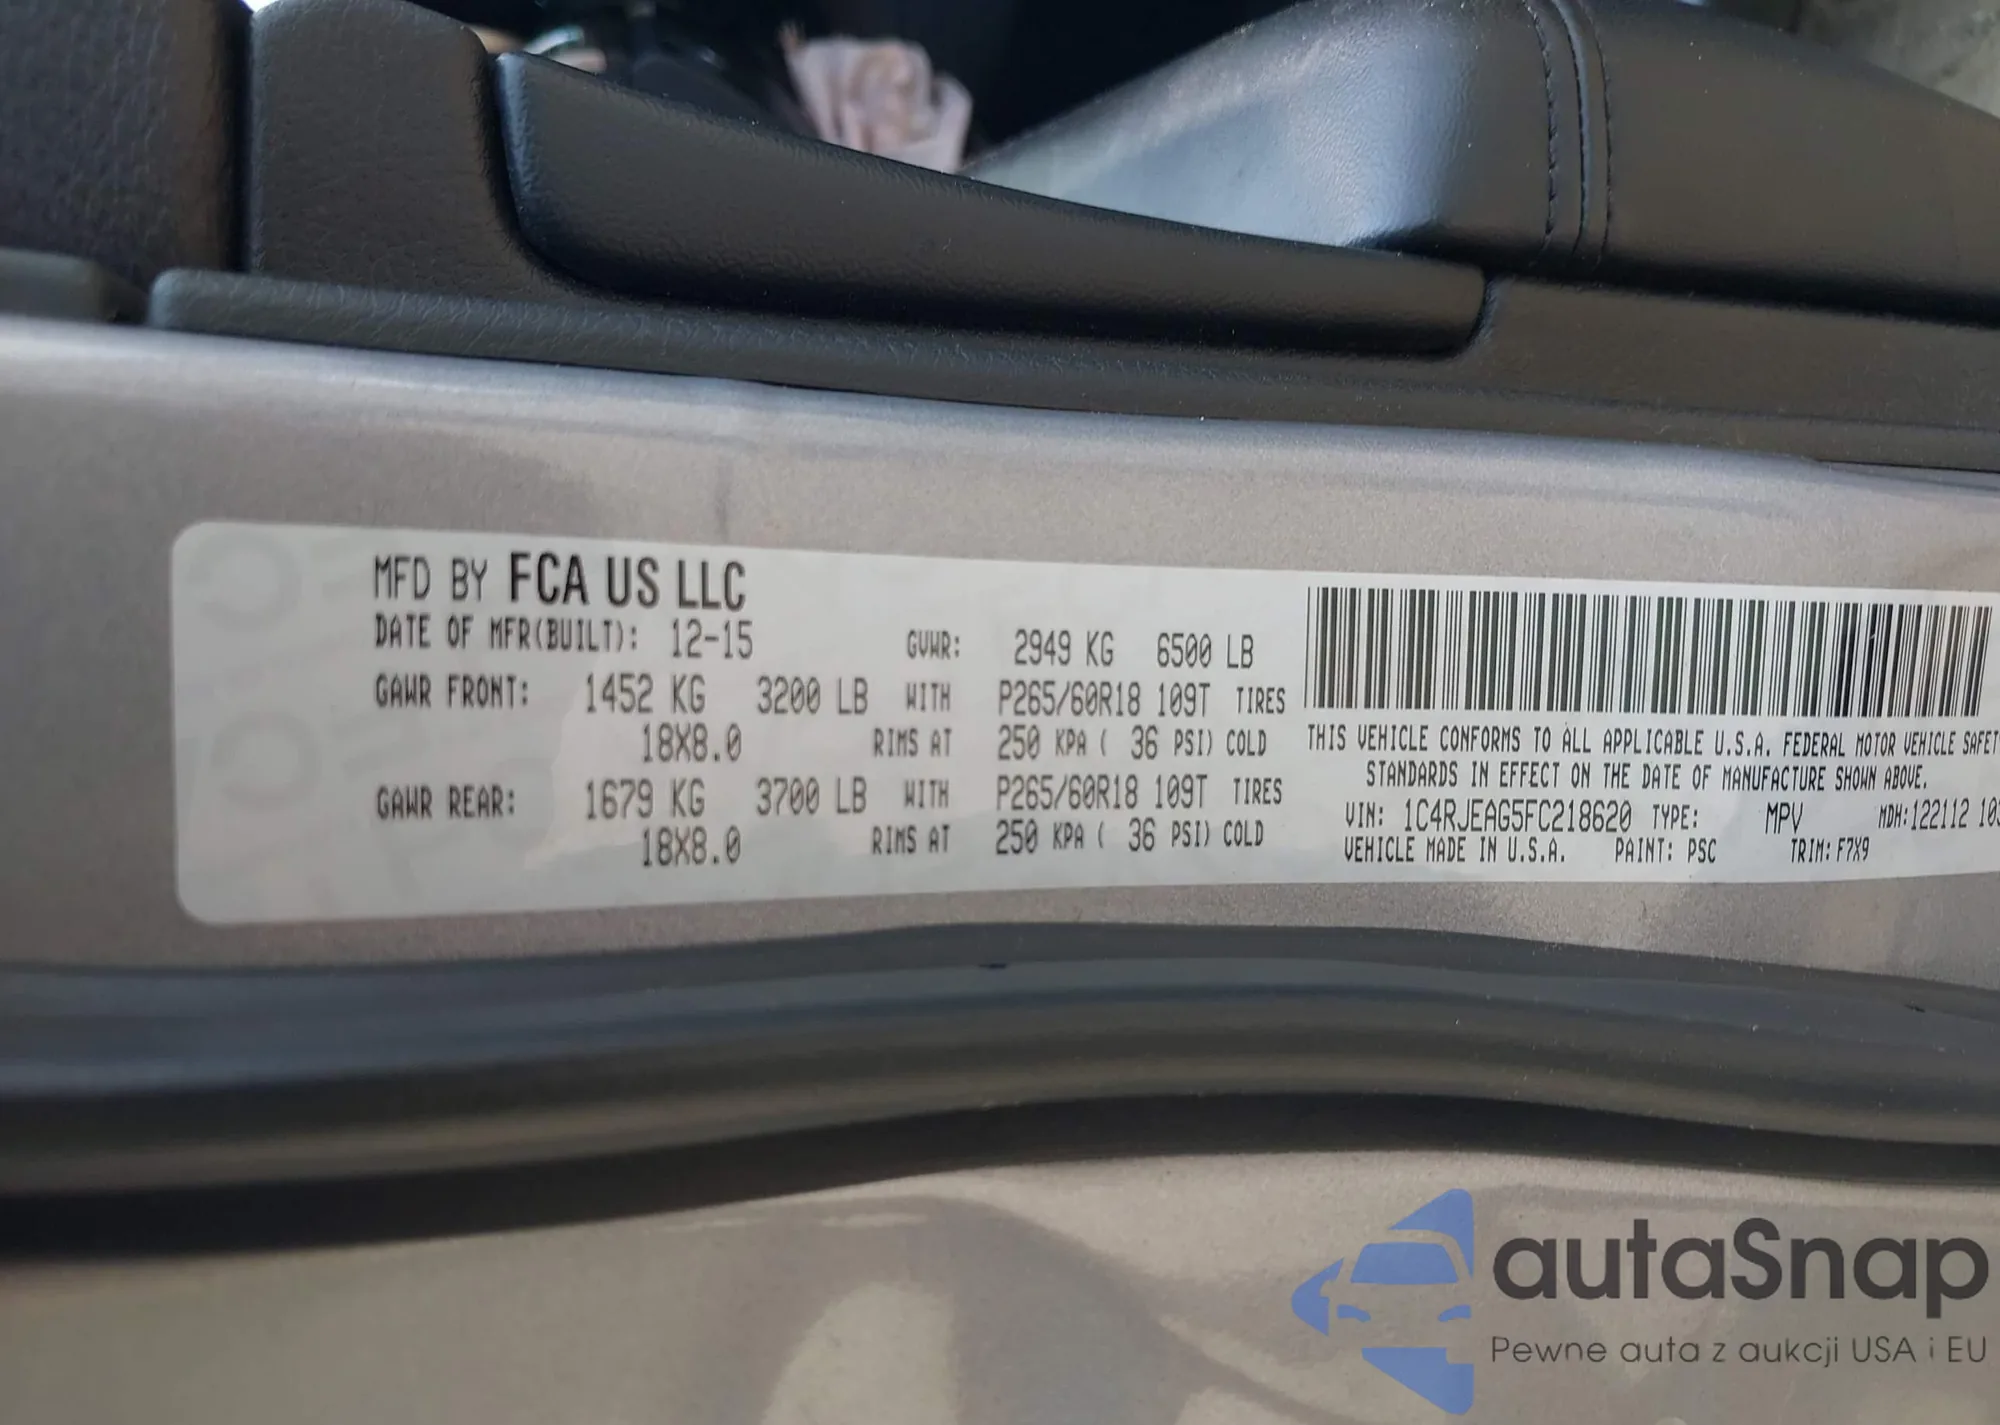 MFD BY FCA US LLC
DATE OF MFR(BUILT): 12-15 GVWR: 2949 KG 6500 LB
GAWR FRONT: 1452 KG 3200 LB WITH P265/60R18 109T TIRES
18X8.0 RIMS AT 250 KPA ( 36 PSI) COLD
GAWR REAR: 1679 KG 3700 LB WITH P265/60R18 109T TIRES
18X8.0 RIMS AT 250 KPA ( 36 PSI) COLD
THIS VEHICLE CONFORMS TO ALL APPLICABLE U.S.A. FEDERAL MOTOR VEHICLE SAFET
STANDARDS IN EFFECT ON THE DATE OF MANUFACTURE SHOWN ABOVE.
VIN: 1C4RJEAG5FC218620 TYPE: MPV MDH: 122112 103
VEHICLE MADE IN U.S.A. PAINT: PSC TRIM: F7X9
autaSnap
Pewne auta z aukcji USA i EU